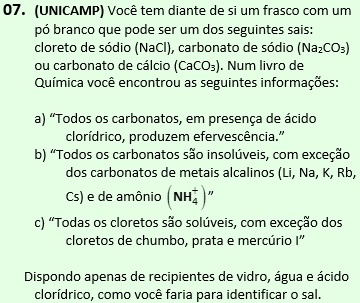 07. (UNICAMP) Você tem diante de si um frasco com um
pó branco que pode ser um dos seguintes sais:
cloreto de sódio (NaCl), carbonato de sódio (Na₂CO₃)
ou carbonato de cálcio (CaCO₃). Num livro de
Química você encontrou as seguintes informações:
a) “Todos os carbonatos, em presença de ácido
clorídrico, produzem efervescência.”
b) “Todos os carbonatos são insolúveis, com exceção
dos carbonatos de metais alcalinos (Li, Na, K, Rb,
Cs) e de amônio (NH₄⁺)”
c) “Todas os cloretos são solúveis, com exceção dos
cloretos de chumbo, prata e mercúrio I”
Dispondo apenas de recipientes de vidro, água e ácido
clorídrico, como você faria para identificar o sal.